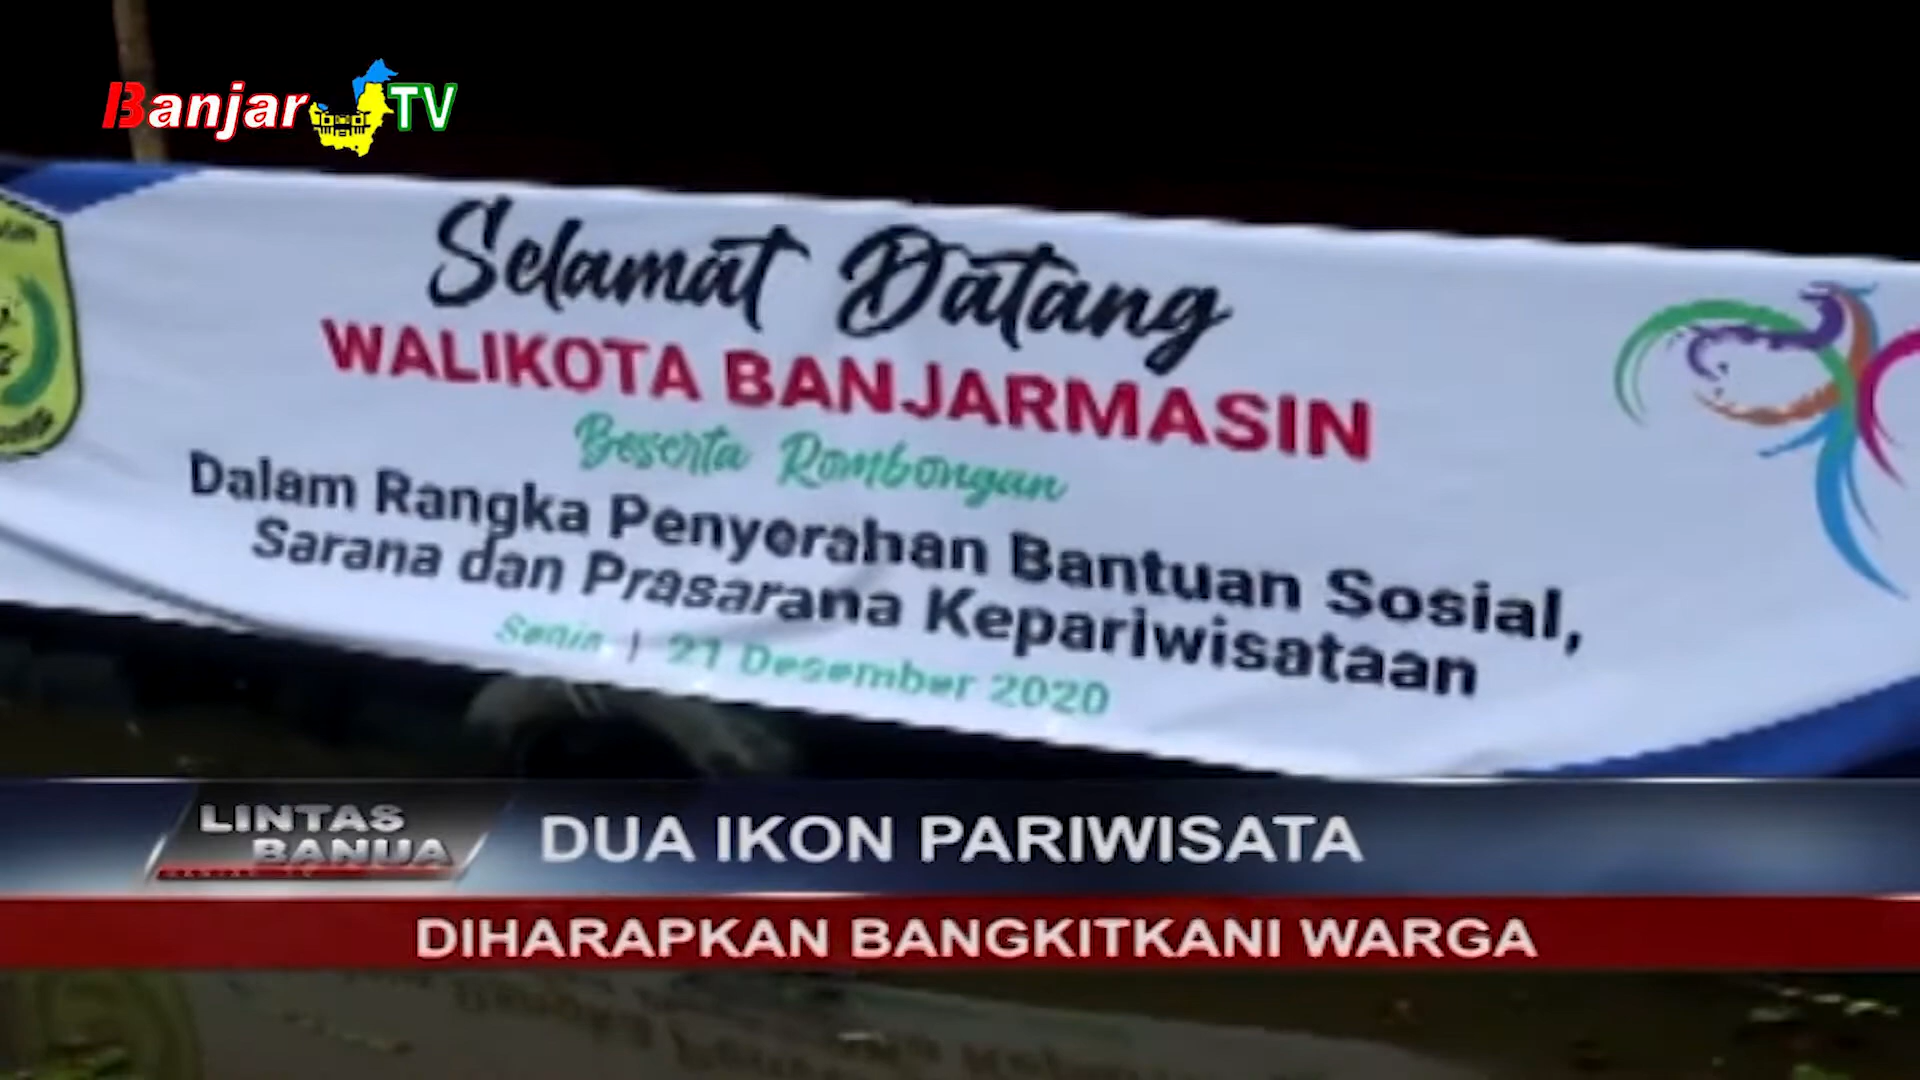 Banjar TV
Selamat Datang
WALIKOTA BANJARMASIN
Beserta Rombongan
Dalam Rangka Penyerahan Bantuan Sosial,
Sarana dan Prasarana Kepariwisataan
Senin | 21 Desember 2020
LINTAS
BANUA
DUA IKON PARIWISATA
DIHARAPKAN BANGKITKANI WARGA